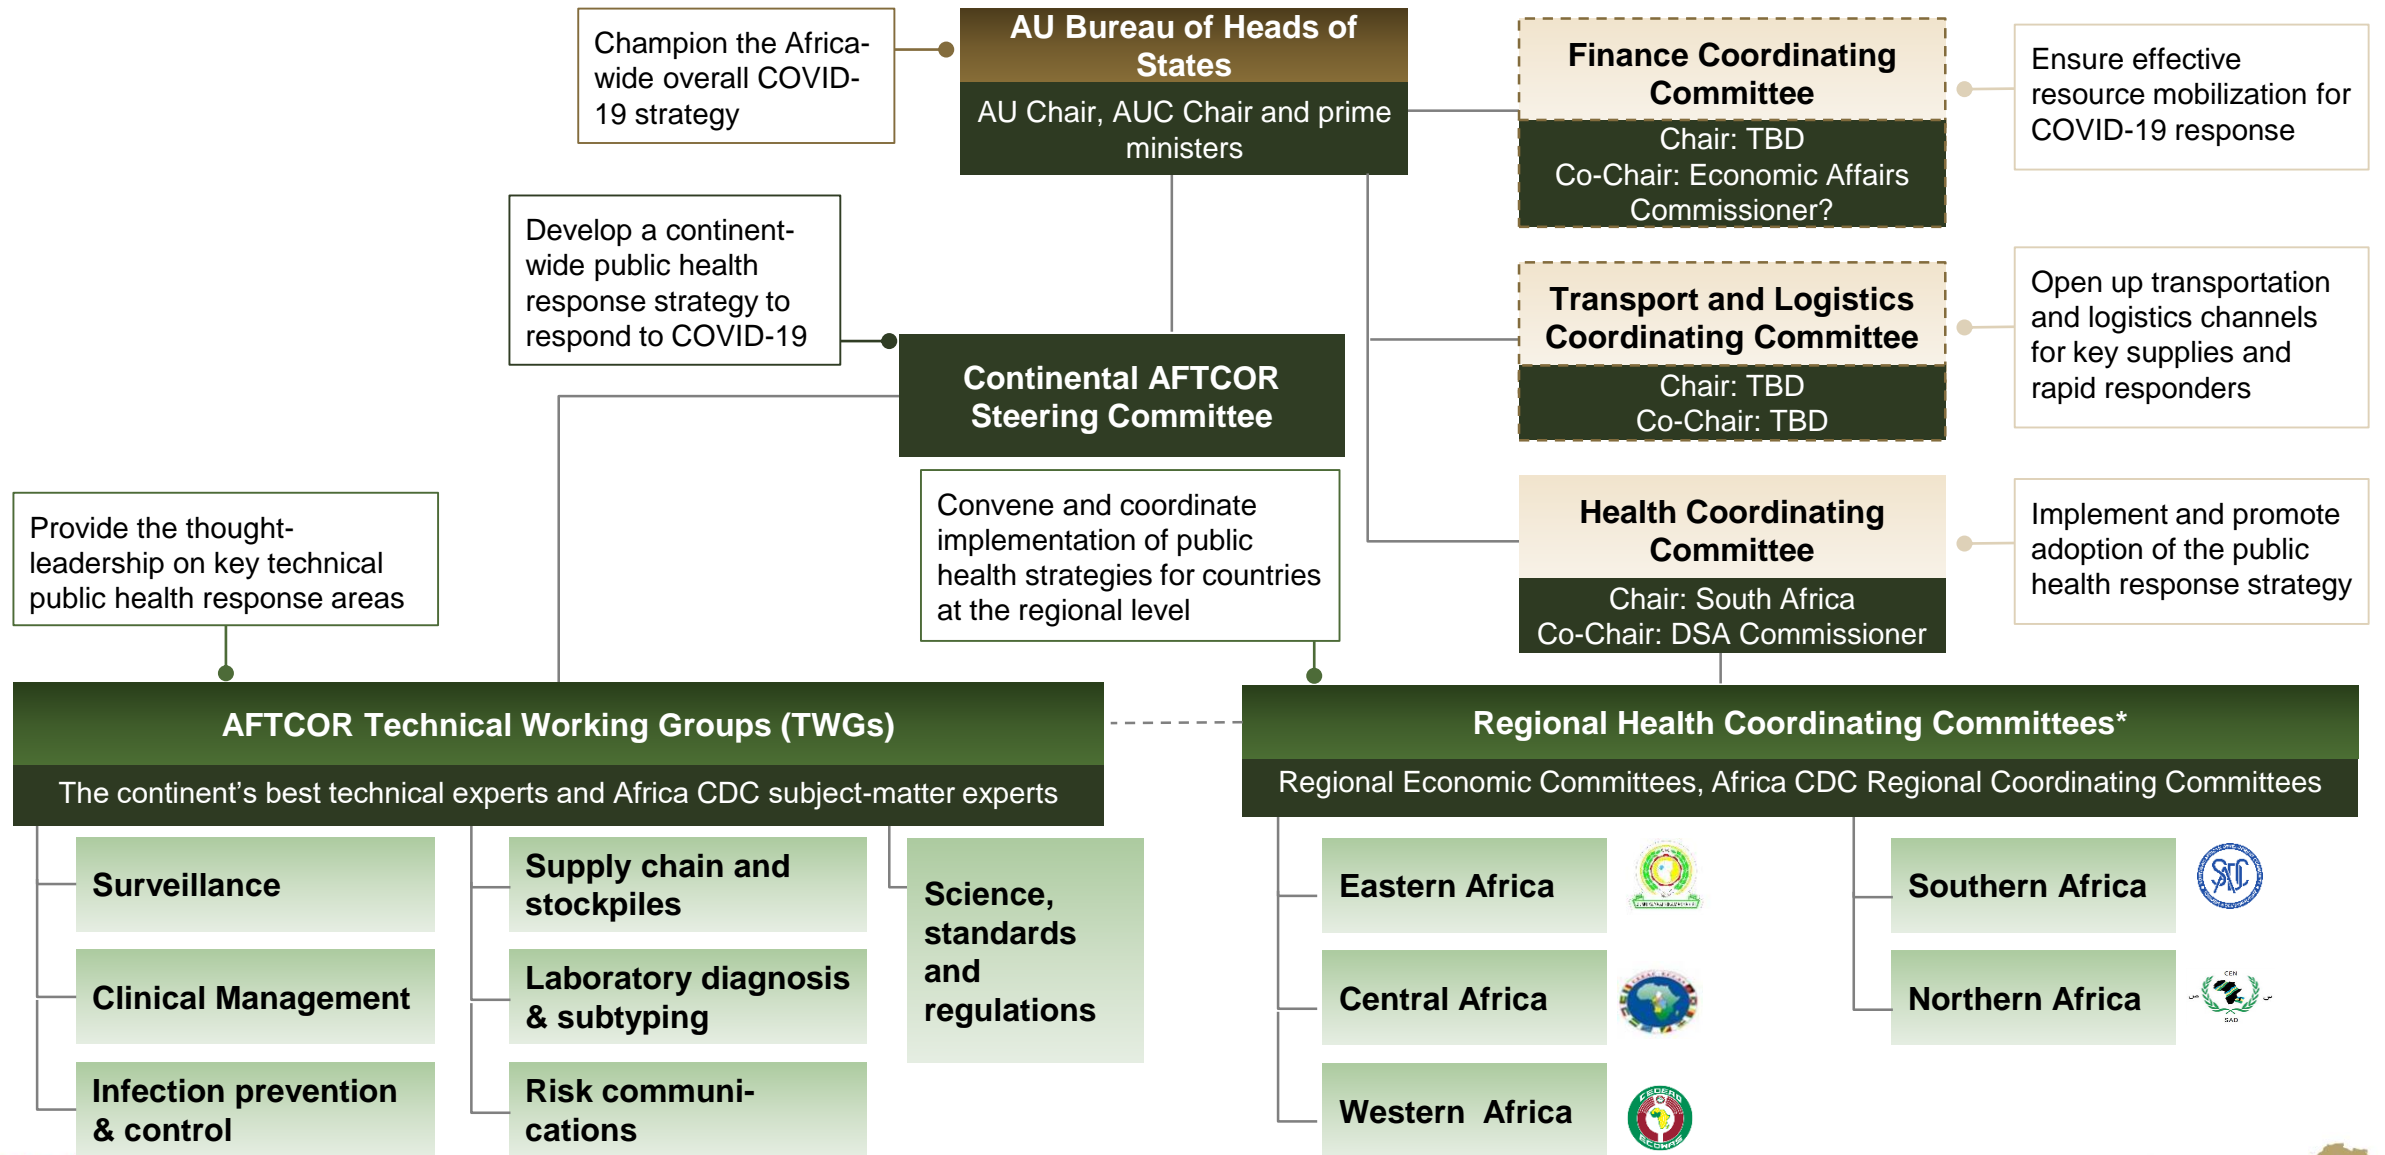 Champion the Africa-
wide overall COVID-
19 strategy
AU Bureau of Heads of
States
AU Chair, AUC Chair and prime
ministers
Finance Coordinating
Committee
Chair: TBD
Co-Chair: Economic Affairs
Commissioner?
Ensure effective
resource mobilization for
COVID-19 response
Develop a continent-
wide public health
response strategy to
respond to COVID-19
Transport and Logistics
Coordinating Committee
Chair: TBD
Co-Chair: TBD
Open up transportation
and logistics channels
for key supplies and
rapid responders
Continental AFTCOR
Steering Committee
Provide the thought-
leadership on key technical
public health response areas
Convene and coordinate
implementation of public
health strategies for countries
at the regional level
Health Coordinating
Committee
Chair: South Africa
Co-Chair: DSA Commissioner
Implement and promote
adoption of the public
health response strategy
AFTCOR Technical Working Groups (TWGs)
The continent’s best technical experts and Africa CDC subject-matter experts
Surveillance
Clinical Management
Infection prevention
& control
Supply chain and
stockpiles
Laboratory diagnosis
& subtyping
Risk communi-
cations
Science,
standards
and
regulations
Regional Health Coordinating Committees*
Regional Economic Committees, Africa CDC Regional Coordinating Committees
Eastern Africa
Central Africa
Western  Africa
CEDEAO
ECOWAS
Southern Africa
SADC
Northern Africa
CEN
SAD